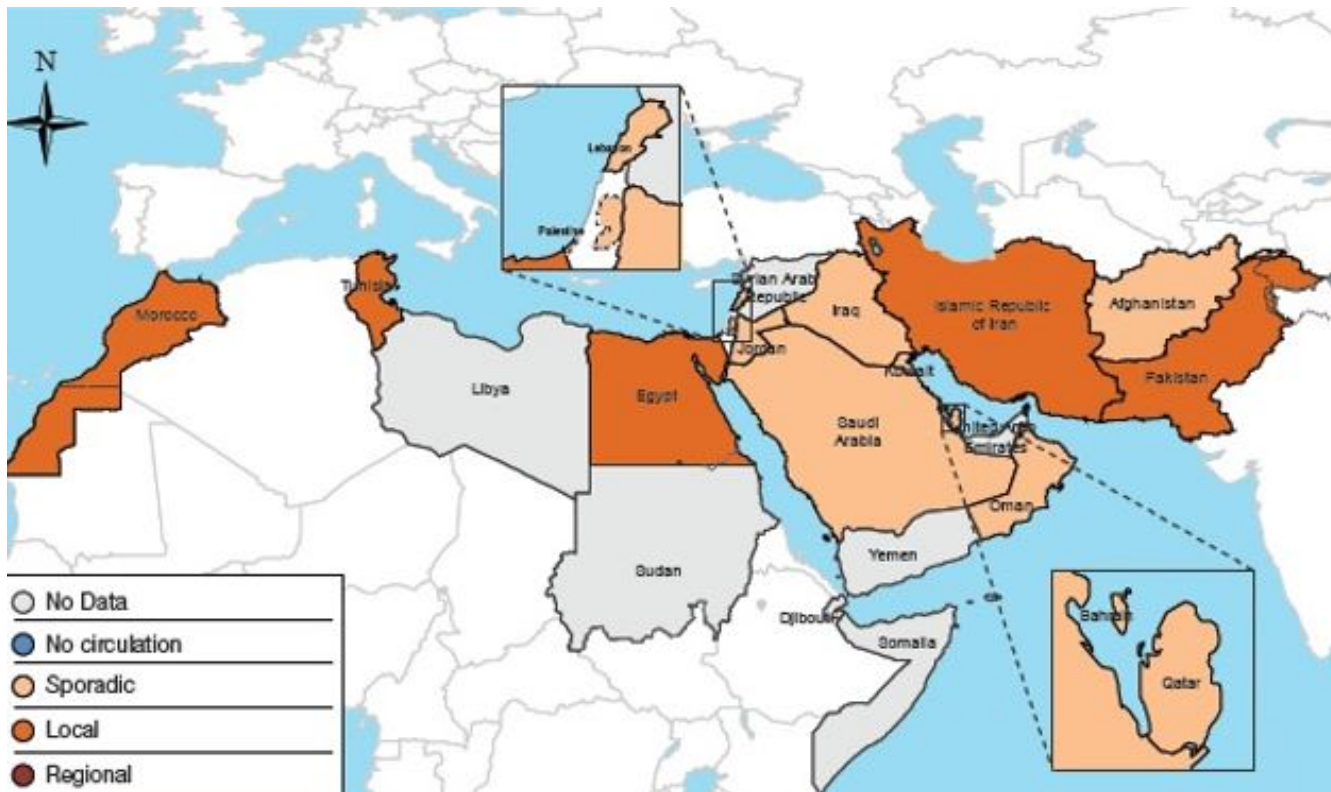 N
Lebanon
Palestine
Morocco
Tunisia
Libya
Egypt
Syrian Arab
Republic
Iraq
Jordan
Kuwait
Islamic Republic
of Iran
Afghanistan
Pakistan
Saudi
Arabia
United Arab
Emirates
Oman
Yemen
Sudan
Djibouti
Somalia
Bahrain
Qatar
No Data
No circulation
Sporadic
Local
Regional